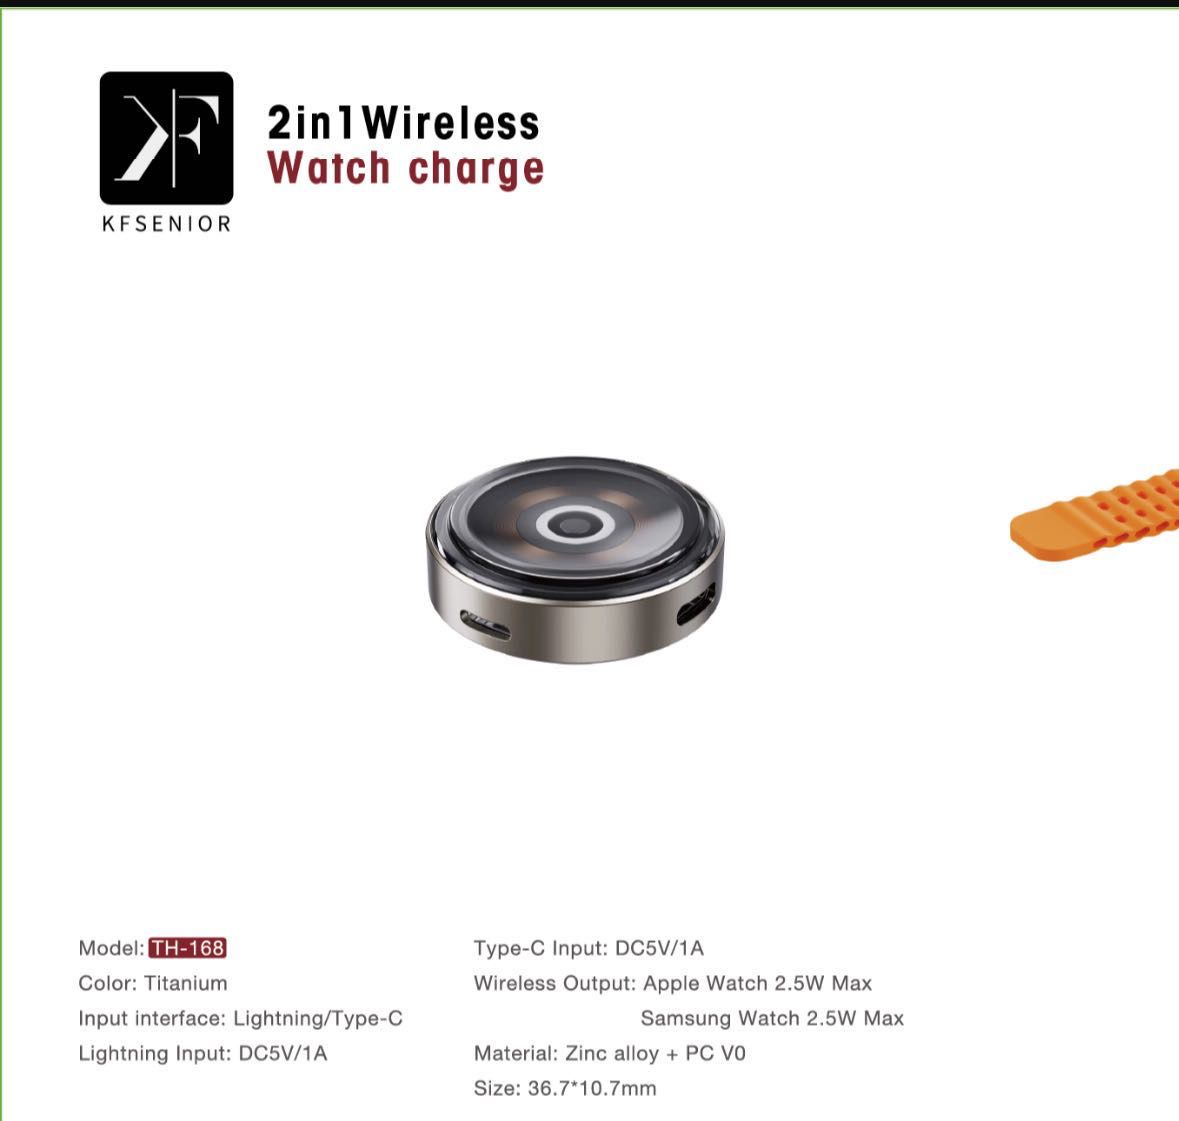 KF
KFSENIOR
2in1Wireless
Watch charge
Model: TH-168
Color: Titanium
Input interface: Lightning/Type-C
Lightning Input: DC5V/1A
Type-C Input: DC5V/1A
Wireless Output: Apple Watch 2.5W Max
Samsung Watch 2.5W Max
Material: Zinc alloy + PC V0
Size: 36.7*10.7mm